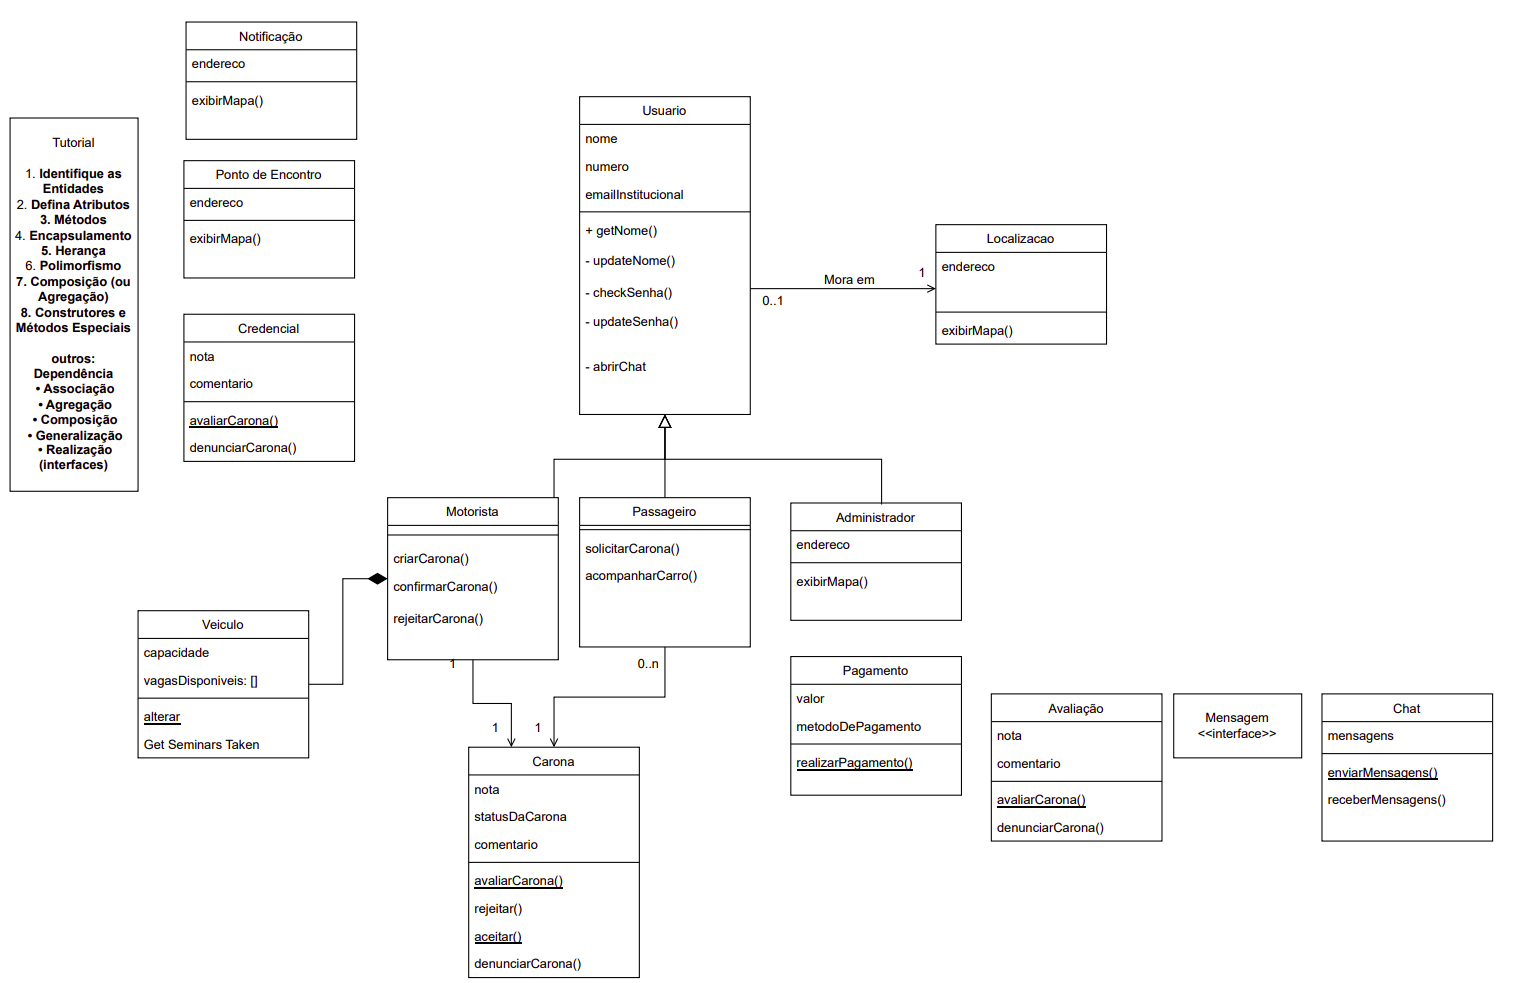 Notificação
endereco
exibirMapa()
Tutorial
1. Identifique as
Entidades
2. Defina Atributos
3. Métodos
4. Encapsulamento
5. Herança
6. Polimorfismo
7. Composição (ou
Agregação)
8. Construtores e
Métodos Especiais
outros:
Dependência
• Associação
• Agregação
• Composição
• Generalização
• Realização
(interfaces)
Ponto de Encontro
endereco
exibirMapa()
Credencial
nota
comentario
avaliarCarona()
denunciarCarona()
Usuario
nome
numero
emailInstitucional
+ getNome()
- updateNome()
- checkSenha()
- updateSenha()
- abrirChat
Mora em
0..1
1
Localizacao
endereco
exibirMapa()
Motorista
criarCarona()
confirmarCarona()
rejeitarCarona()
1
Passageiro
solicitarCarona()
acompanharCarro()
0..n
Administrador
endereco
exibirMapa()
Veiculo
capacidade
vagasDisponiveis: []
alterar
Get Seminars Taken
1
1
Carona
nota
statusDaCarona
comentario
avaliarCarona()
rejeitar()
aceitar()
denunciarCarona()
Pagamento
valor
metodoDePagamento
realizarPagamento()
Avaliação
nota
comentario
avaliarCarona()
denunciarCarona()
Mensagem
<<interface>>
Chat
mensagens
enviarMensagens()
receberMensagens()